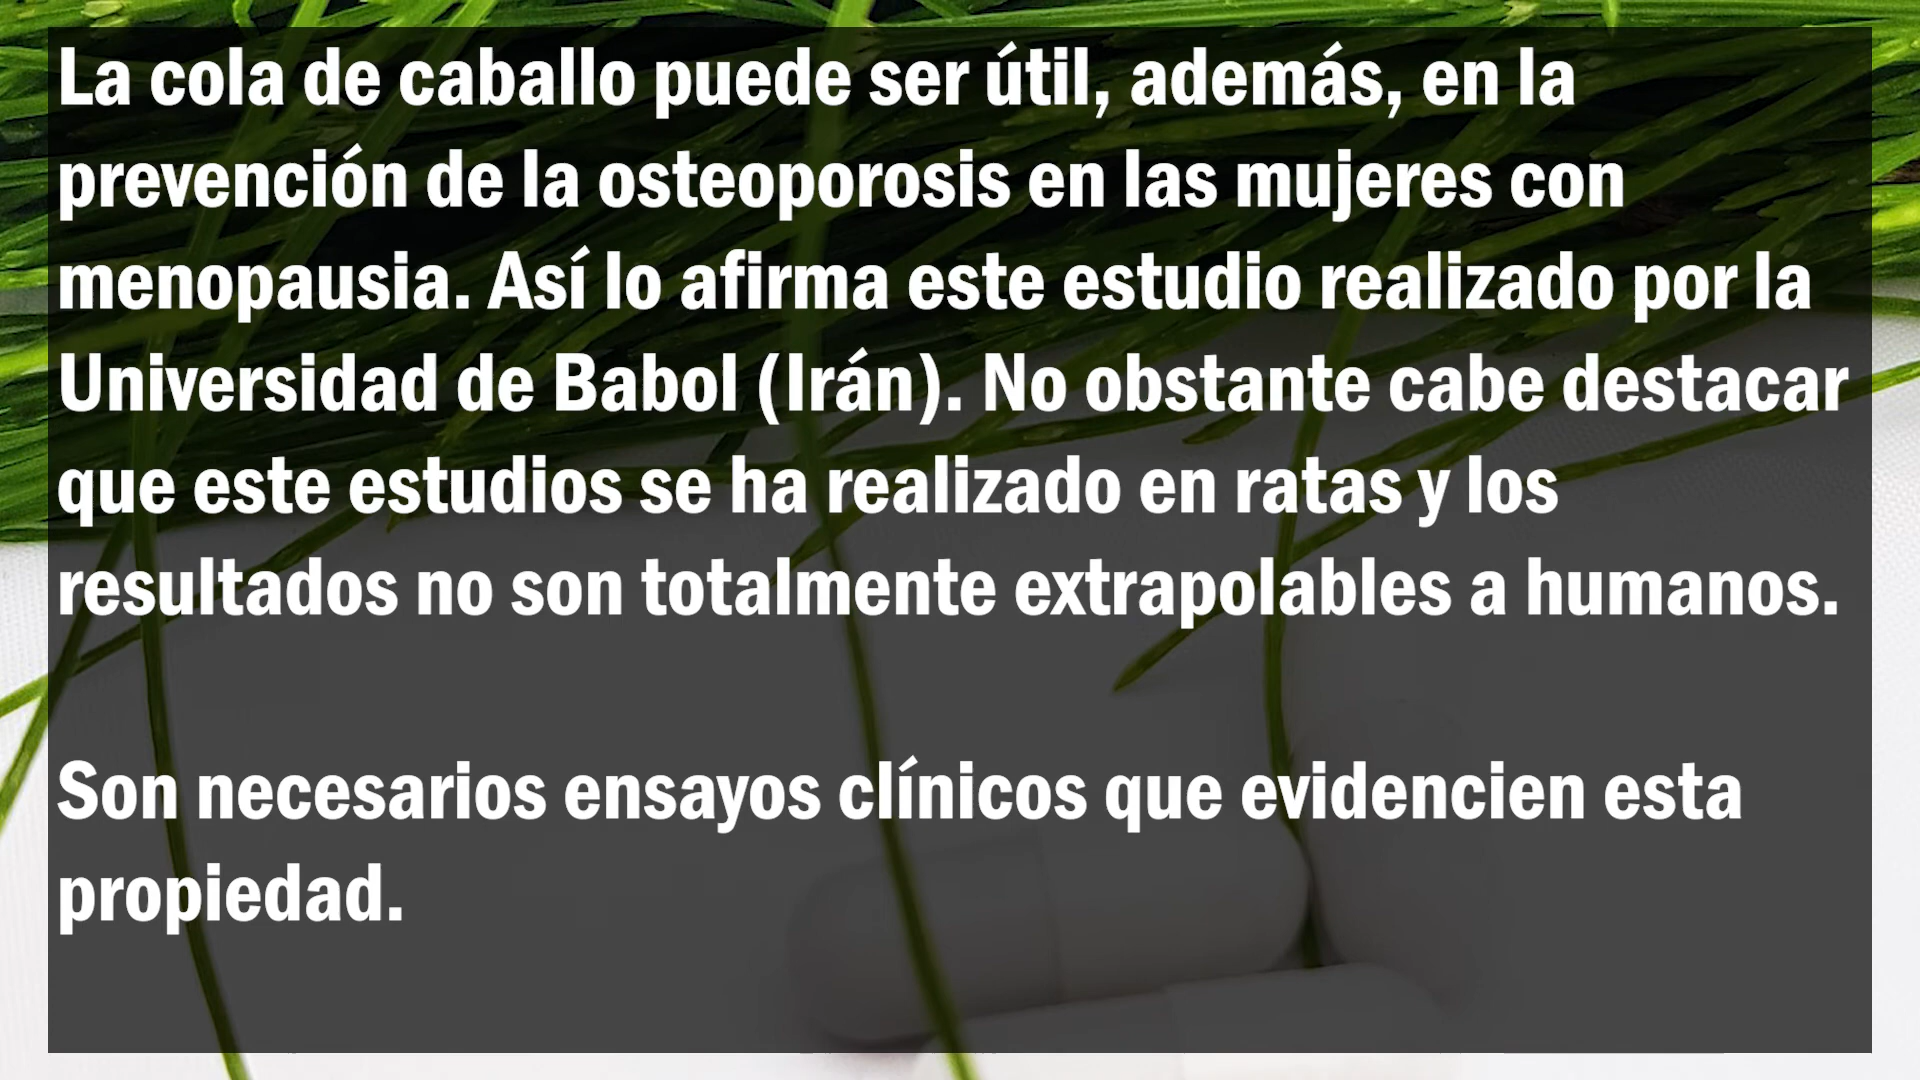 La cola de caballo puede ser útil, además, en la
prevención de la osteoporosis en las mujeres con
menopausia. Así lo afirma este estudio realizado por la
Universidad de Babol (Irán). No obstante cabe destacar
que este estudios se ha realizado en ratas y los
resultados no son totalmente extrapolables a humanos.
Son necesarios ensayos clínicos que evidencien esta
propiedad.